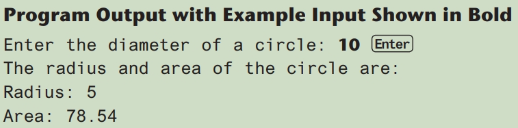 Program Output with Example Input Shown in Bold
Enter the diameter of a circle: 10 Enter
The radius and area of the circle are:
Radius: 5
Area: 78.54